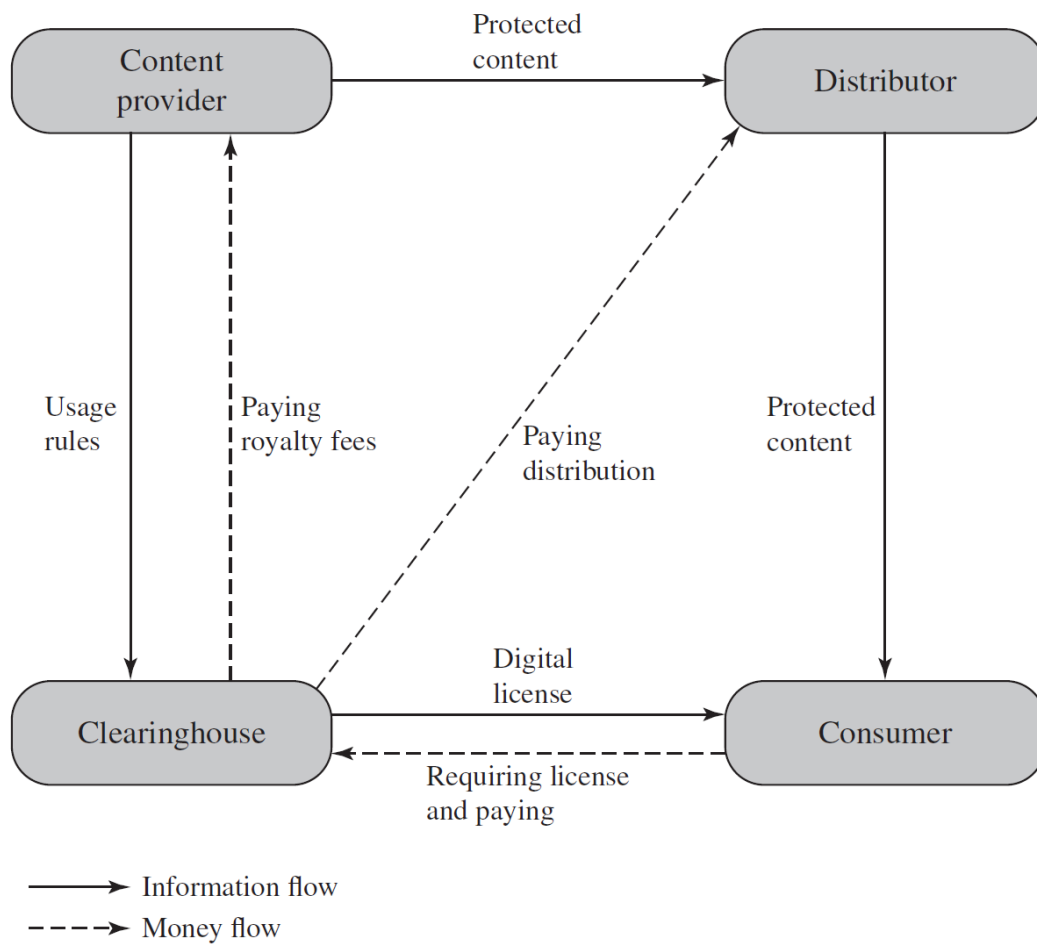 Protected
content
Content
provider
Distributor
Usage
rules
Paying
royalty fees
Paying
distribution
Protected
content
Digital
license
Clearinghouse
Consumer
Requiring license
and paying
Information flow
Money flow